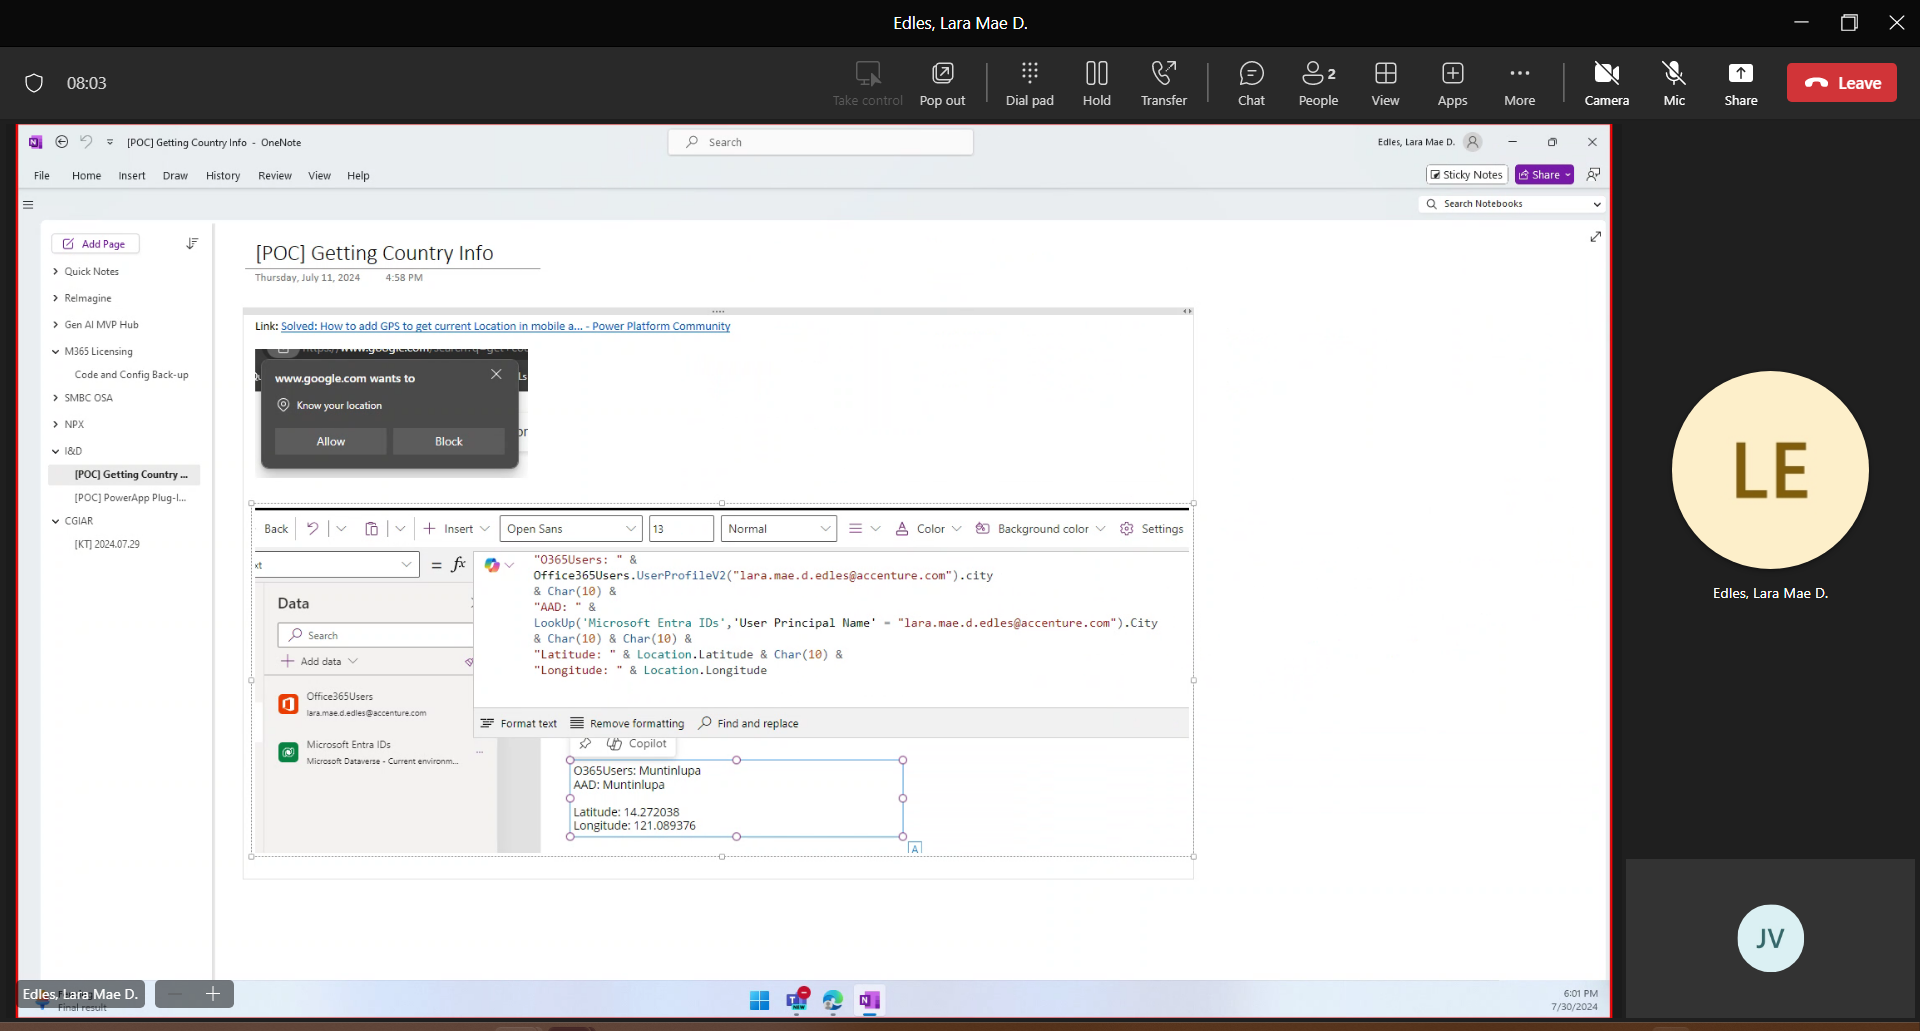 Edles, Lara Mae D.
08:03
Take control
Pop out
Dial pad
Hold
Transfer
Chat
People
2
View
Apps
More
Camera
Mic
Share
Leave
[POC] Getting Country Info - OneNote
Search
Edles, Lara Mae D.
File Home Insert Draw History Review View Help
Sticky Notes
Share
Search Notebooks
Add Page
Quick Notes
ReImagine
Gen AI MVP Hub
M365 Licensing
Code and Config Back-up
SMBC OSA
NPX
I&D
[POC] Getting Country ...
[POC] PowerApp Plug-I...
CGIAR
[KT] 2024.07.29
[POC] Getting Country Info
Thursday, July 11, 2024 4:58 PM
Link: Solved: How to add GPS to get current Location in mobile a... - Power Platform Community
www.google.com wants to
Know your location
Allow
Block
Back
Insert
Open Sans
13
Normal
Color
Background color
Settings
xt
= fx
"O365Users: " &
Office365Users.UserProfileV2("lara.mae.d.edles@accenture.com").city
& Char(10) &
"AAD: " &
LookUp('Microsoft Entra IDs','User Principal Name' = "lara.mae.d.edles@accenture.com").City
& Char(10) & Char(10) &
"Latitude: " & Location.Latitude & Char(10) &
"Longitude: " & Location.Longitude
Data
Search
Add data
Office365Users
lara.mae.d.edles@accenture.com
Microsoft Entra IDs
Microsoft Dataverse - Current environm...
Format text
Remove formatting
Find and replace
Copilot
O365Users: Muntinlupa
AAD: Muntinlupa
Latitude: 14.272038
Longitude: 121.089376
A
LE
Edles, Lara Mae D.
JV
Edles, Lara Mae D.
Final result
6:01 PM
7/30/2024